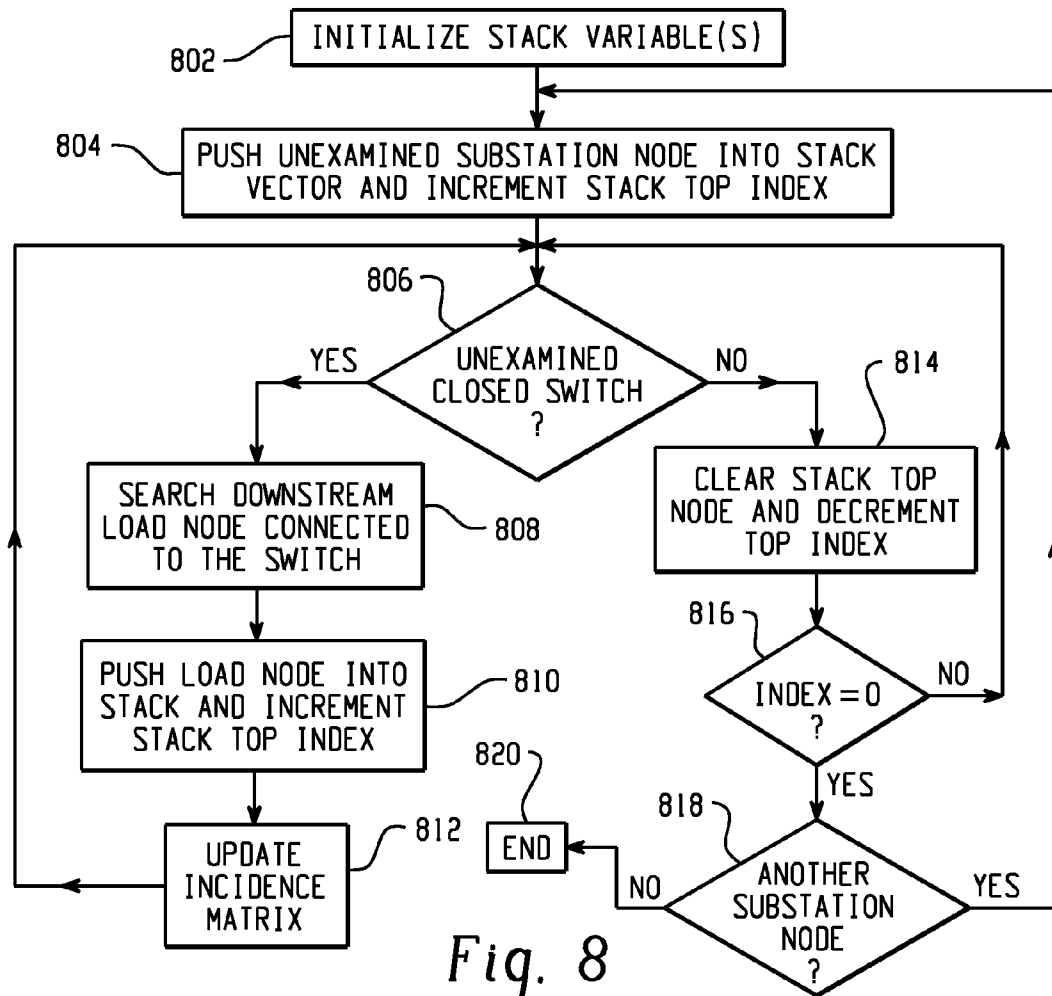 INITIALIZE STACK VARIABLE(S)
802
804
PUSH UNEXAMINED SUBSTATION NODE INTO STACK
VECTOR AND INCREMENT STACK TOP INDEX
806
YES
UNEXAMINED
CLOSED SWITCH
?
NO
814
SEARCH DOWNSTREAM
LOAD NODE CONNECTED
TO THE SWITCH
808
CLEAR STACK TOP
NODE AND DECREMENT
TOP INDEX
816
PUSH LOAD NODE INTO
STACK AND INCREMENT
STACK TOP INDEX
810
INDEX=0
?
NO
YES
820
818
UPDATE
INCIDENCE
MATRIX
812
END
NO
ANOTHER
SUBSTATION
NODE
?
YES
Fig. 8